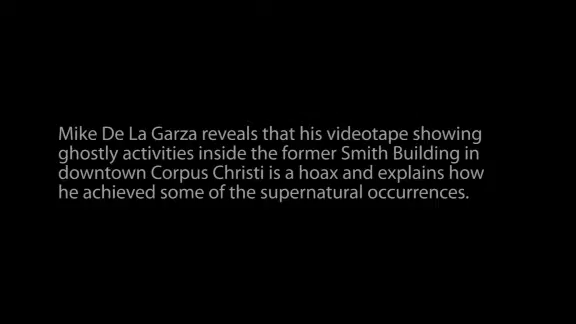 Mike De La Garza reveals that his videotape showing
ghostly activities inside the former Smith Building in
downtown Corpus Christi is a hoax and explains how
he achieved some of the supernatural occurrences.